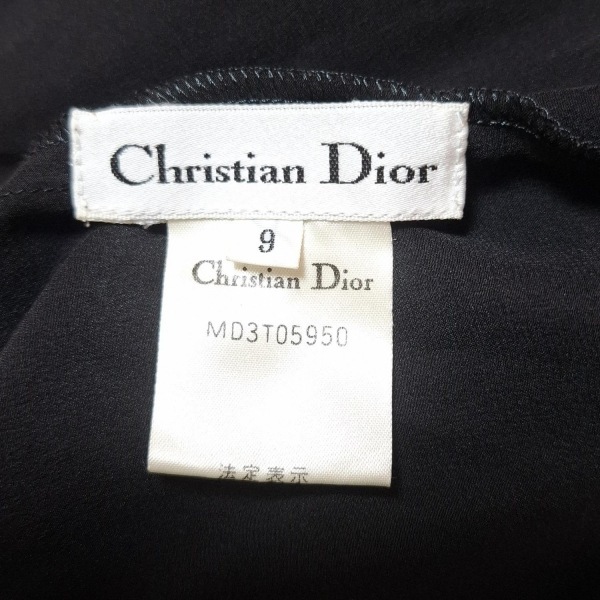 Christian Dior
9
Christian Dior
MD3T05950
法定表示